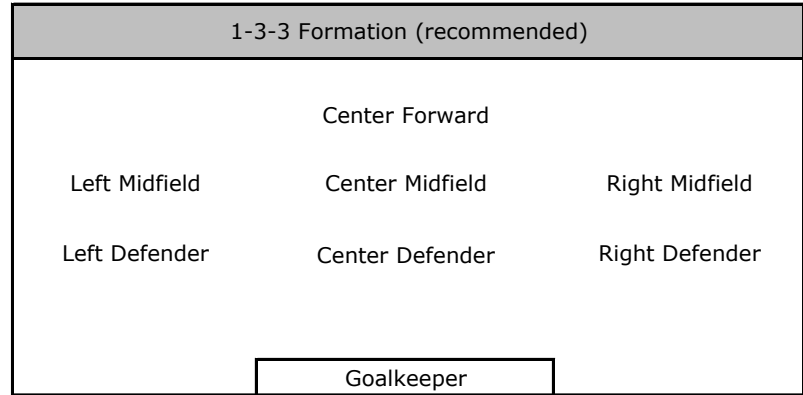 1-3-3 Formation (recommended)
Center Forward
Left Midfield Center Midfield Right Midfield
Left Defender Center Defender Right Defender
Goalkeeper